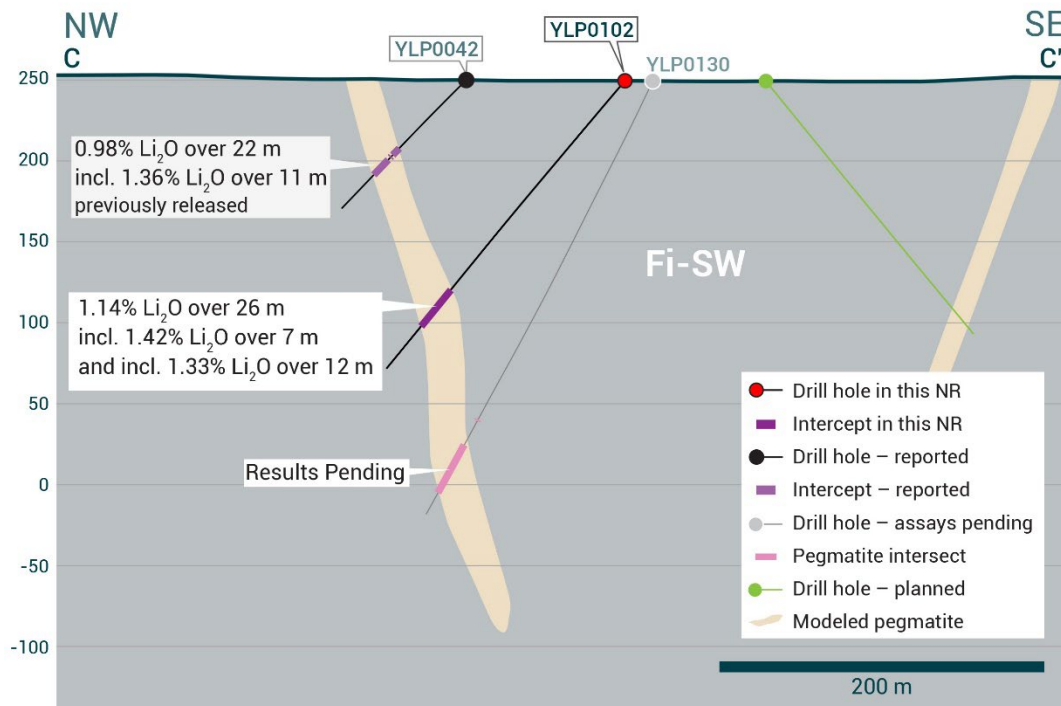 NW
SE
C
C'
YLP0042
YLP0102
YLP0130
250
200
150
100
50
0
-50
-100
0.98% Li₂O over 22 m
incl. 1.36% Li₂O over 11 m
previously released
1.14% Li₂O over 26 m
incl. 1.42% Li₂O over 7 m
and incl. 1.33% Li₂O over 12 m
Results Pending
Fi-SW
Drill hole in this NR
Intercept in this NR
Drill hole – reported
Intercept – reported
Drill hole – assays pending
Pegmatite intersect
Drill hole – planned
Modeled pegmatite
200 m